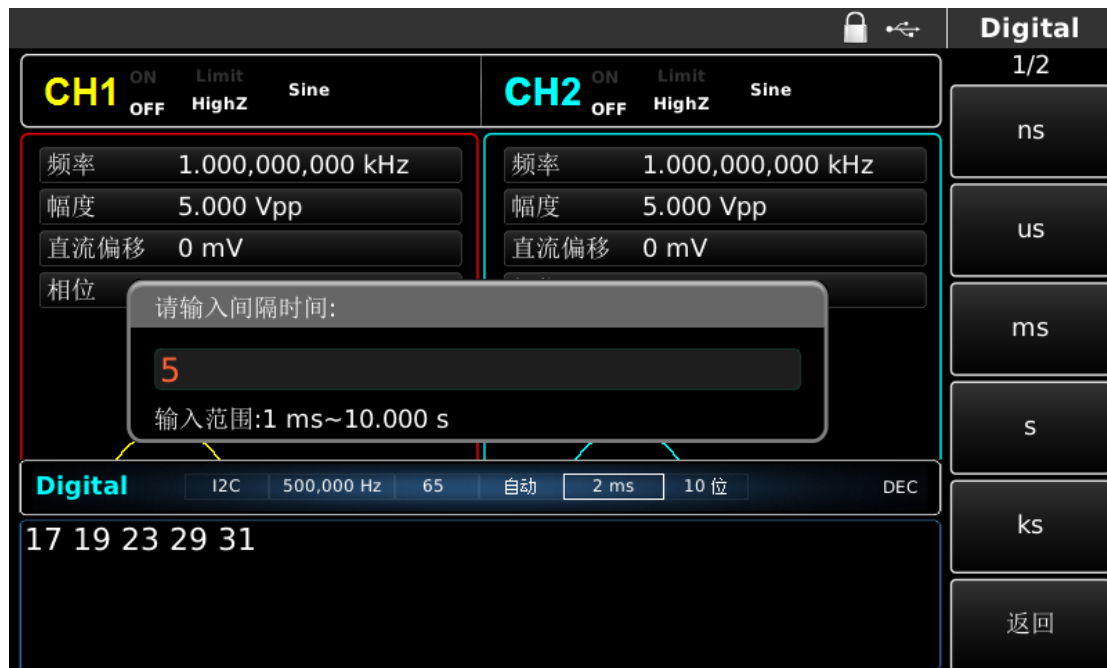 Digital
1/2
CH1 ON OFF Limit HighZ Sine
CH2 ON OFF Limit HighZ Sine
频率 1.000,000,000 kHz
幅度 5.000 Vpp
直流偏移 0 mV
相位
频率 1.000,000,000 kHz
幅度 5.000 Vpp
直流偏移 0 mV
请输入间隔时间:
5
输入范围:1 ms~10.000 s
Digital I2C 500,000 Hz 65 自动 2 ms 10 位 DEC
17 19 23 29 31
ns
us
ms
s
ks
返回